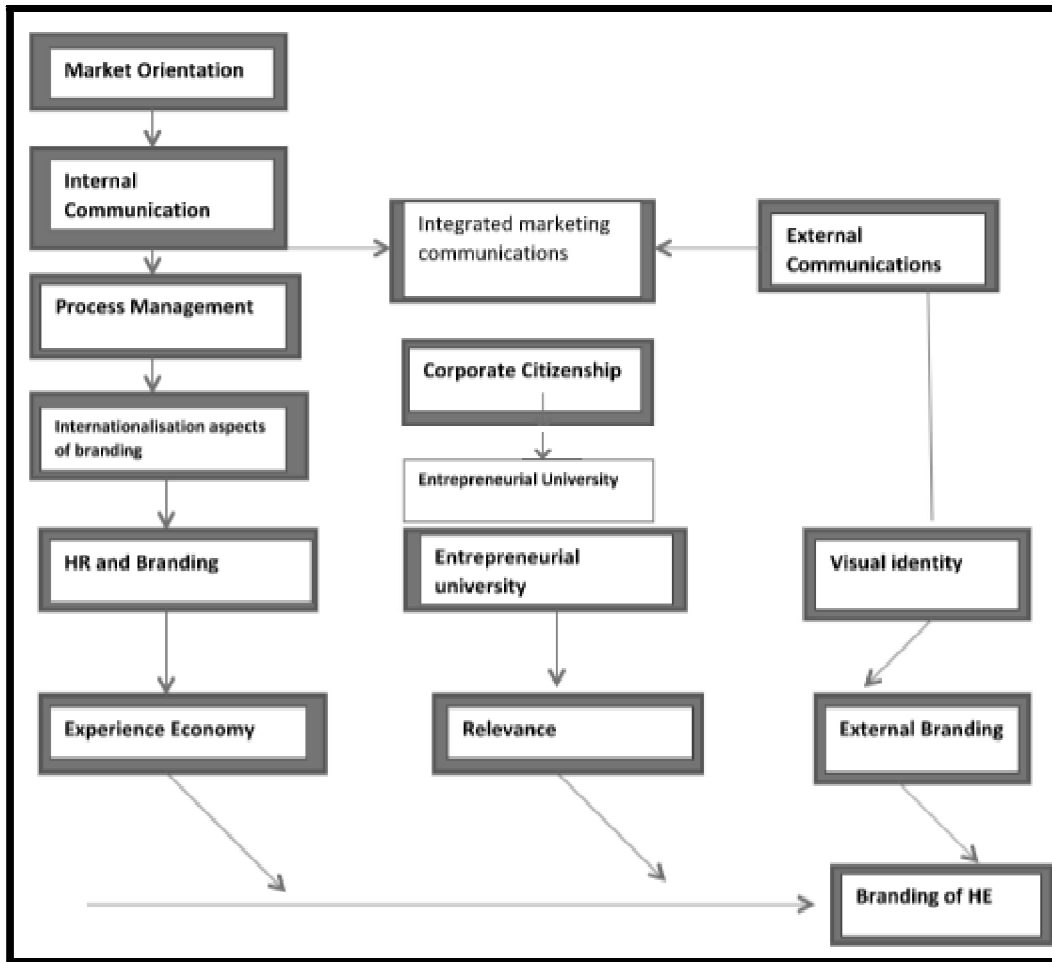 Market Orientation
Internal
Communication
Integrated marketing
communications
External
Communications
Process Management
Corporate Citizenship
Internationalisation aspects
of branding
Entrepreneurial University
HR and Branding
Entrepreneurial
university
Visual identity
Experience Economy
Relevance
External Branding
Branding of HE